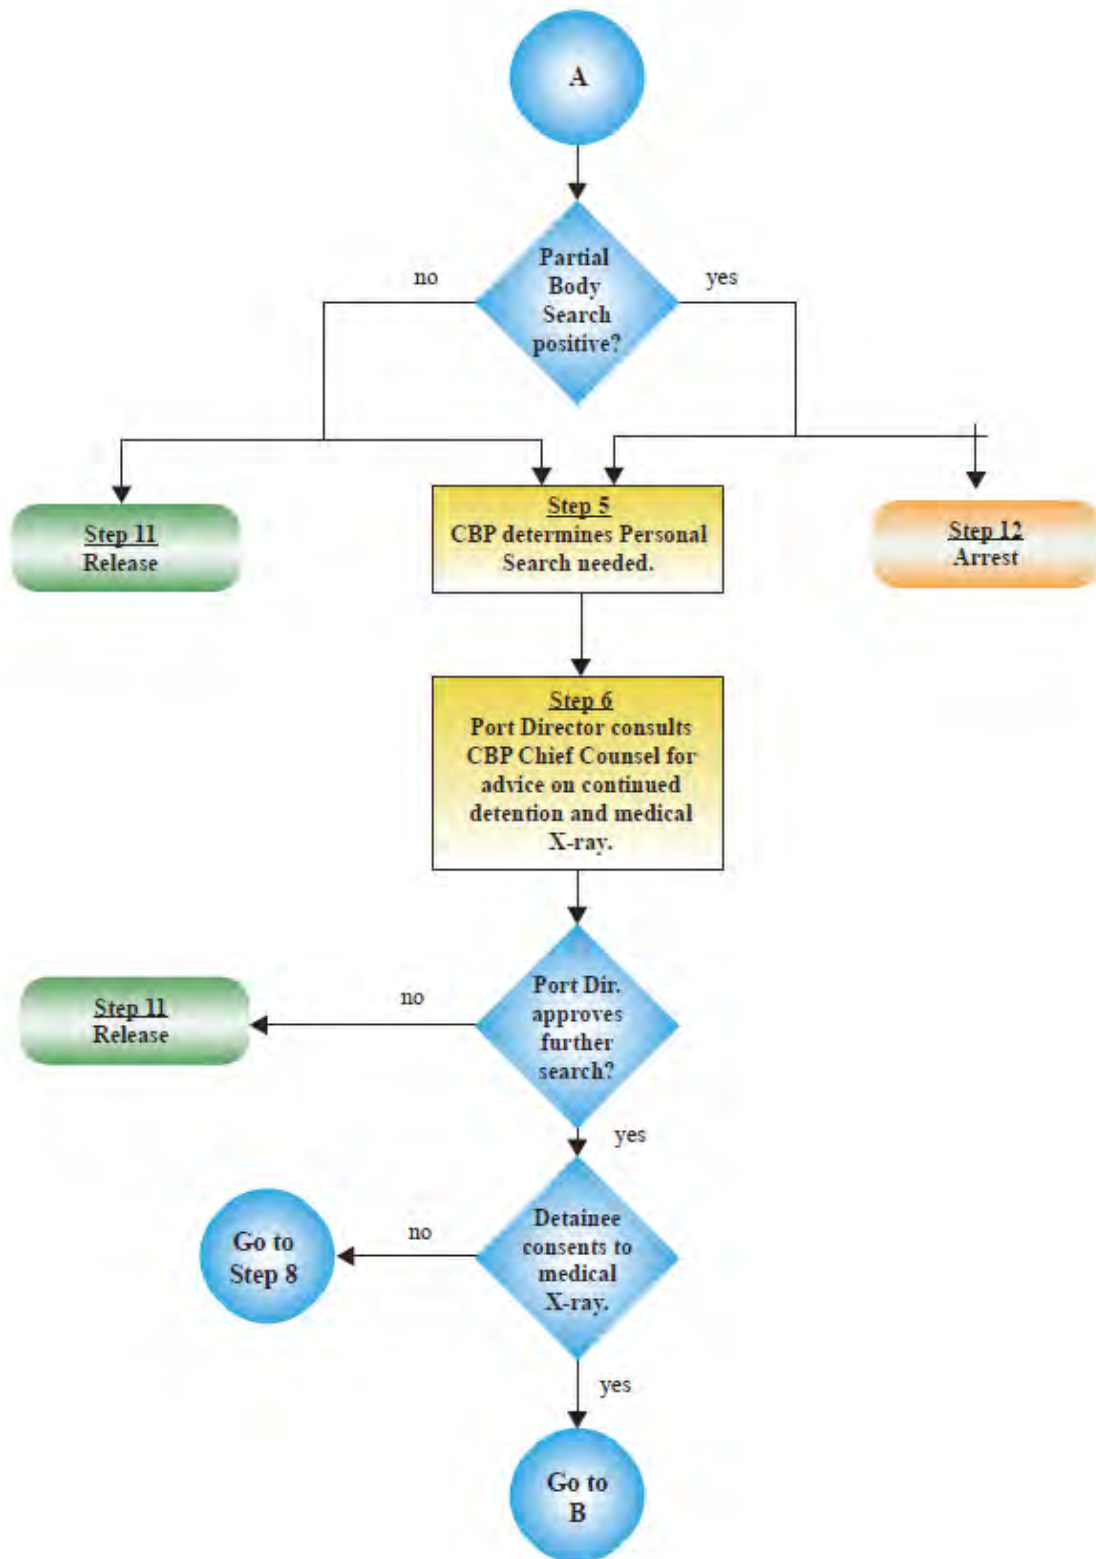 A
Partial
Body
Search
positive?
no
yes
Step 11
Release
Step 5
CBP determines Personal
Search needed.
Step 12
Arrest
Step 6
Port Director consults
CBP Chief Counsel for
advice on continued
detention and medical
X-ray.
Port Dir.
approves
further
search?
no
Step 11
Release
yes
Detainee
consents to
medical
X-ray.
no
Go to
Step 8
yes
Go to
B